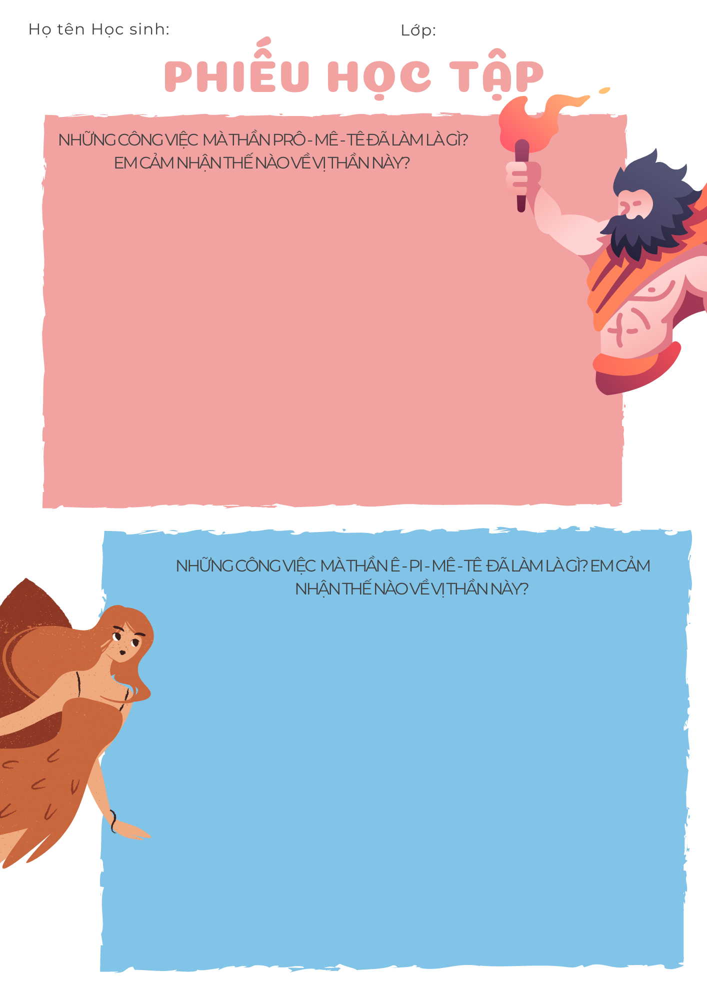 Họ tên Học sinh:
Lớp:
PHIẾU HỌC TẬP
NHỮNG CÔNG VIỆC MÀ THẦN PRÔ - MÊ - TÊ ĐÃ LÀM LÀ GÌ?
EM CẢM NHẬN THẾ NÀO VỀ VỊ THẦN NÀY?
NHỮNG CÔNG VIỆC MÀ THẦN Ê - PI - MÊ - TÊ ĐÃ LÀM LÀ GÌ? EM CẢM
NHẬN THẾ NÀO VỀ VỊ THẦN NÀY?